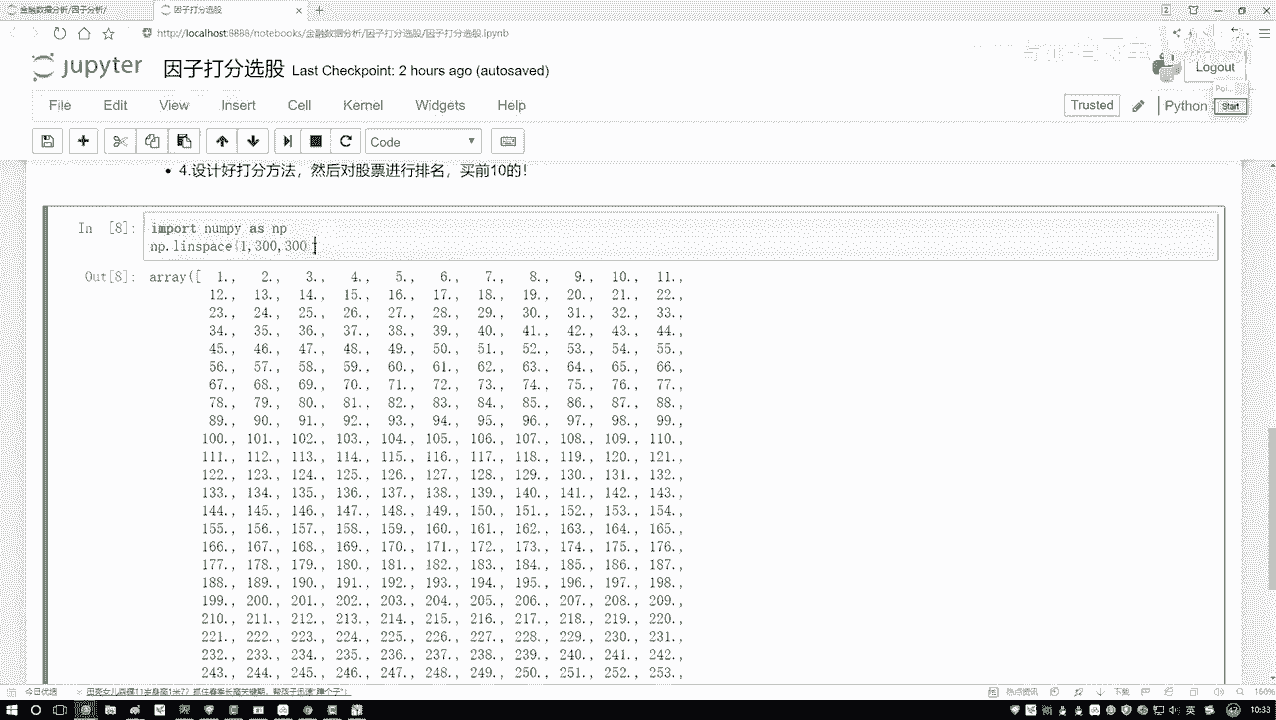 金融数据分析/因子分析/
因子打分选股
http://localhost:8888/notebooks/金融数据分析/因子打分选股/因子打分选股.ipynb
jupyter 因子打分选股 Last Checkpoint: 2 hours ago (autosaved)
Logout
File Edit View Insert Cell Kernel Widgets Help
Trusted
Python
Start
Code
4.设计好打分方法，然后对股票进行排名，买前10的！
In [8]: import numpy as np
np.linspace(1,300,300
Out[8]: array([ 1., 2., 3., 4., 5., 6., 7., 8., 9., 10., 11.,
12., 13., 14., 15., 16., 17., 18., 19., 20., 21., 22.,
23., 24., 25., 26., 27., 28., 29., 30., 31., 32., 33.,
34., 35., 36., 37., 38., 39., 40., 41., 42., 43., 44.,
45., 46., 47., 48., 49., 50., 51., 52., 53., 54., 55.,
56., 57., 58., 59., 60., 61., 62., 63., 64., 65., 66.,
67., 68., 69., 70., 71., 72., 73., 74., 75., 76., 77.,
78., 79., 80., 81., 82., 83., 84., 85., 86., 87., 88.,
89., 90., 91., 92., 93., 94., 95., 96., 97., 98., 99.,
100., 101., 102., 103., 104., 105., 106., 107., 108., 109., 110.,
111., 112., 113., 114., 115., 116., 117., 118., 119., 120., 121.,
122., 123., 124., 125., 126., 127., 128., 129., 130., 131., 132.,
133., 134., 135., 136., 137., 138., 139., 140., 141., 142., 143.,
144., 145., 146., 147., 148., 149., 150., 151., 152., 153., 154.,
155., 156., 157., 158., 159., 160., 161., 162., 163., 164., 165.,
166., 167., 168., 169., 170., 171., 172., 173., 174., 175., 176.,
177., 178., 179., 180., 181., 182., 183., 184., 185., 186., 187.,
188., 189., 190., 191., 192., 193., 194., 195., 196., 197., 198.,
199., 200., 201., 202., 203., 204., 205., 206., 207., 208., 209.,
210., 211., 212., 213., 214., 215., 216., 217., 218., 219., 220.,
221., 222., 223., 224., 225., 226., 227., 228., 229., 230., 231.,
232., 233., 234., 235., 236., 237., 238., 239., 240., 241., 242.,
243., 244., 245., 246., 247., 248., 249., 250., 251., 252., 253.,
今日优选
热点资讯
下载
166%
英
10:33